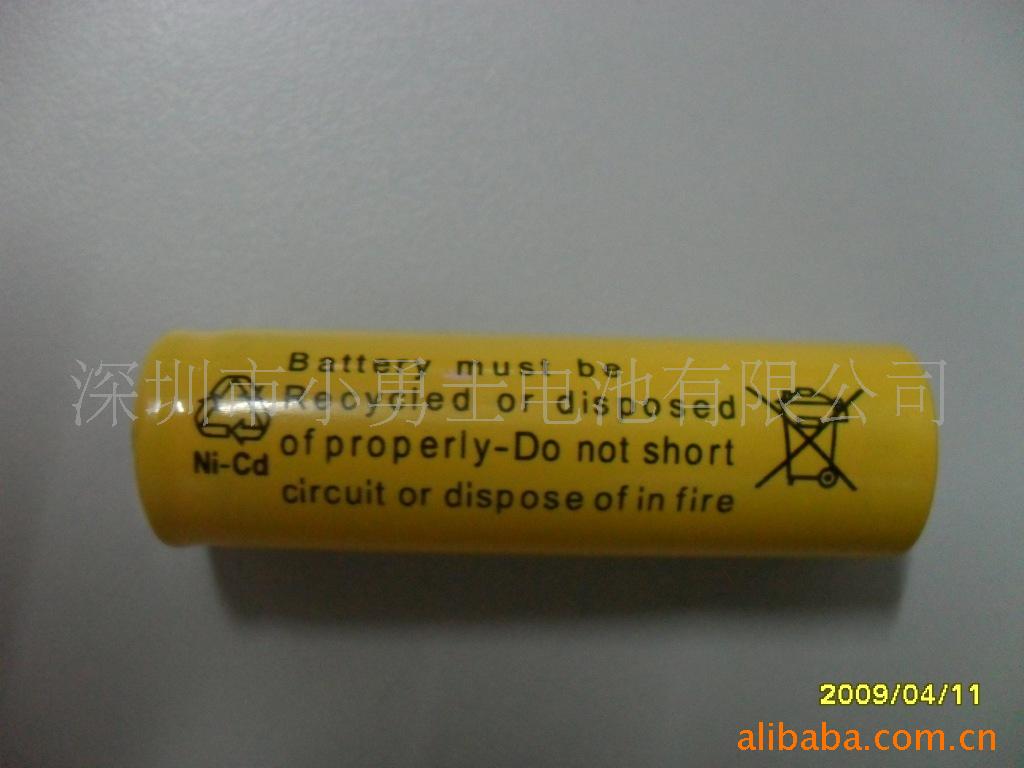 Battery must be
Recycled or disposed
of properly-Do not short
circuit or dispose of in fire
Ni-Cd
深圳市小勇士电池有限公司
2009/04/11
alibaba.com.cn